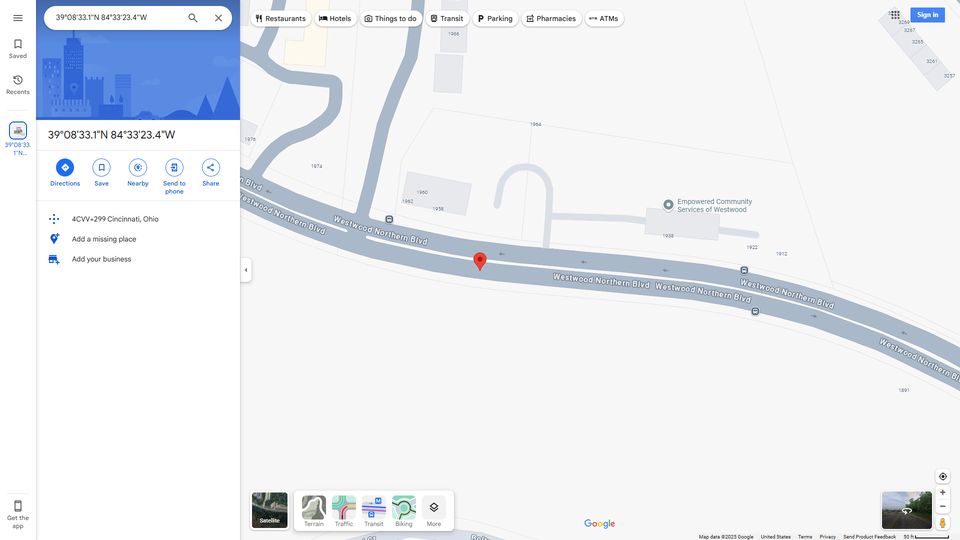 39°08'33.1"N 84°33'23.4"W
Restaurants
Hotels
Things to do
Transit
Parking
Pharmacies
ATMs
Sign in
Saved
Recents
39°08'33.
1"N...
39°08'33.1"N 84°33'23.4"W
Directions
Save
Nearby
Send to
phone
Share
4CVV+299 Cincinnati, Ohio
Add a missing place
Add your business
Get the
app
1966
3269
3267
3265
3261
3257
1964
1976
1974
1960
1962
1958
n Blvd
Westwood Northern Blvd
Westwood Northern Blvd
Empowered Community
Services of Westwood
1938
1922
1912
Westwood Northern Blvd
Westwood Northern Blvd
Westwood Northern Blvd
Westwood Northern Blvd
1891
Satellite
Terrain
Traffic
Transit
Biking
More
Google
Map data ©2025 Google
United States
Terms
Privacy
Send Product Feedback
50 ft